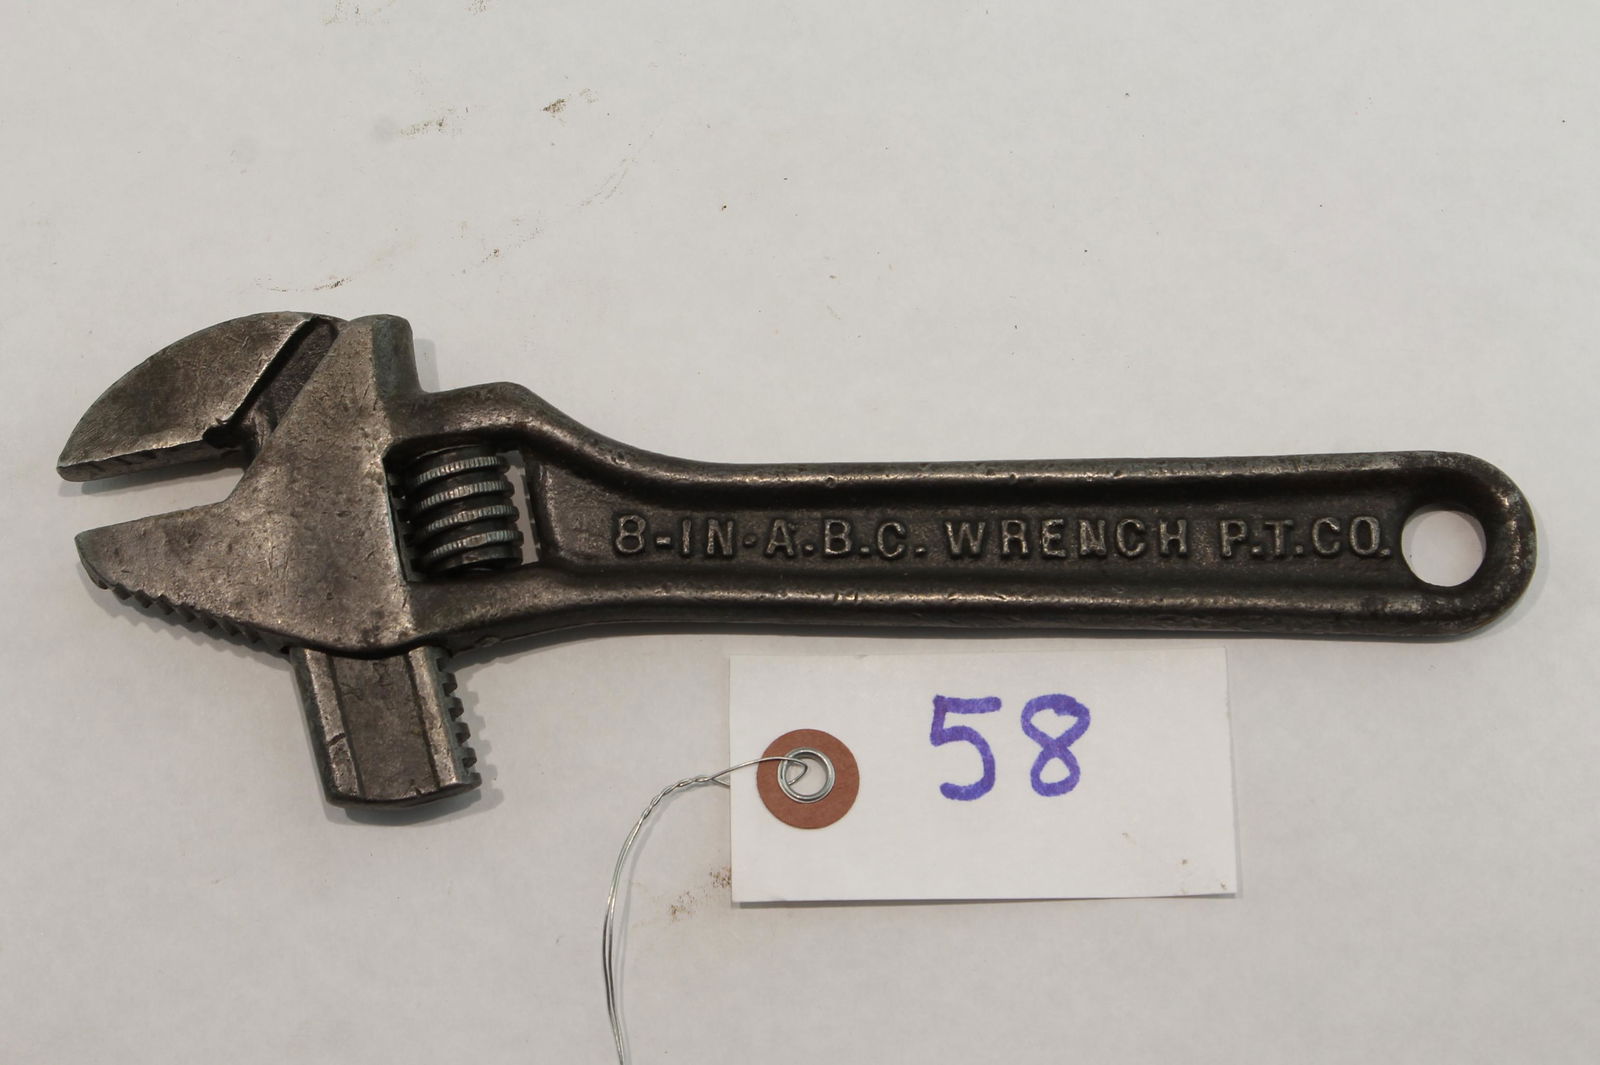 8-IN-A.B.C. WRENCH P.T.CO.
58